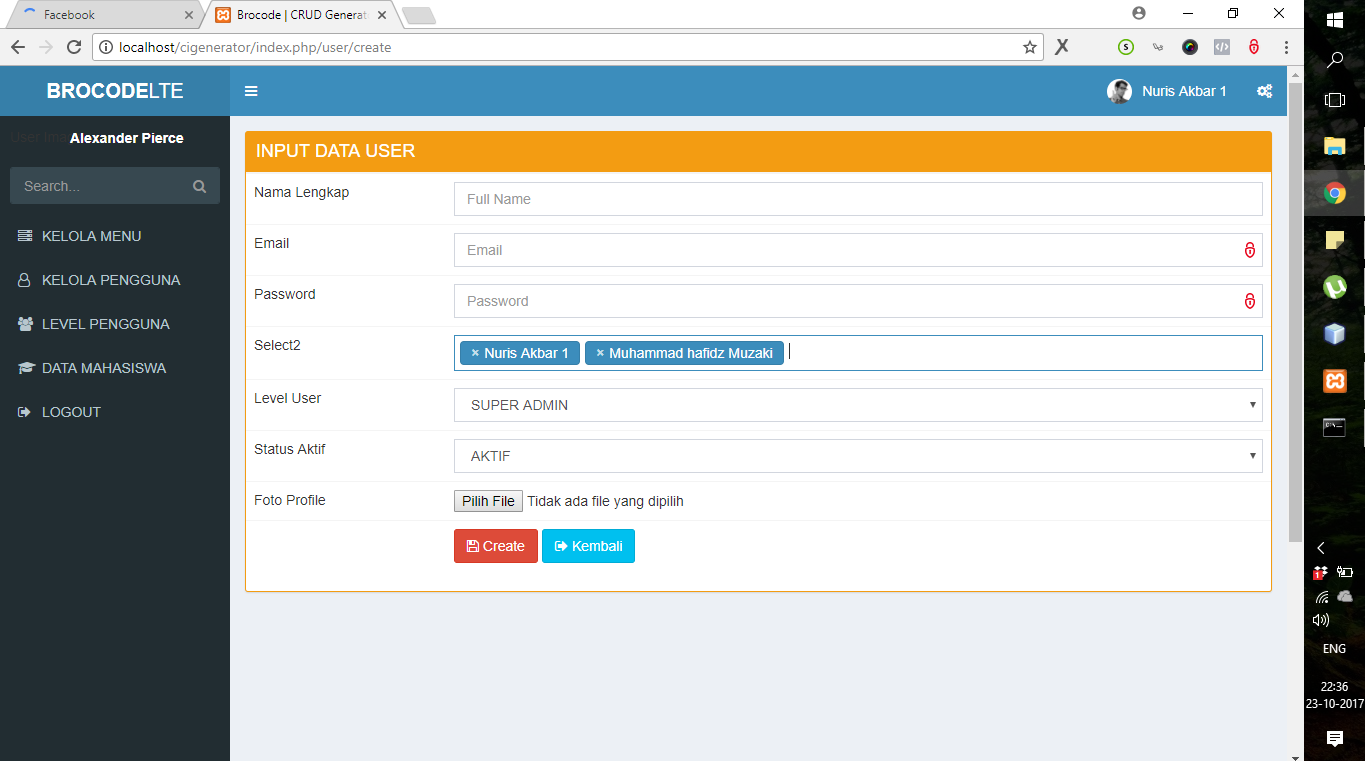 Facebook
Brocode | CRUD Generat
localhost/cigenerator/index.php/user/create
BROCODELTE
Nuris Akbar 1
User Ima
Alexander Pierce
Search...
KELOLA MENU
KELOLA PENGGUNA
LEVEL PENGGUNA
DATA MAHASISWA
LOGOUT
INPUT DATA USER
Nama Lengkap
Full Name
Email
Email
Password
Password
Select2
× Nuris Akbar 1 × Muhammad hafidz Muzaki
Level User
SUPER ADMIN
Status Aktif
AKTIF
Foto Profile
Pilih File Tidak ada file yang dipilih
Create Kembali
1
ENG
22:36
23-10-2017